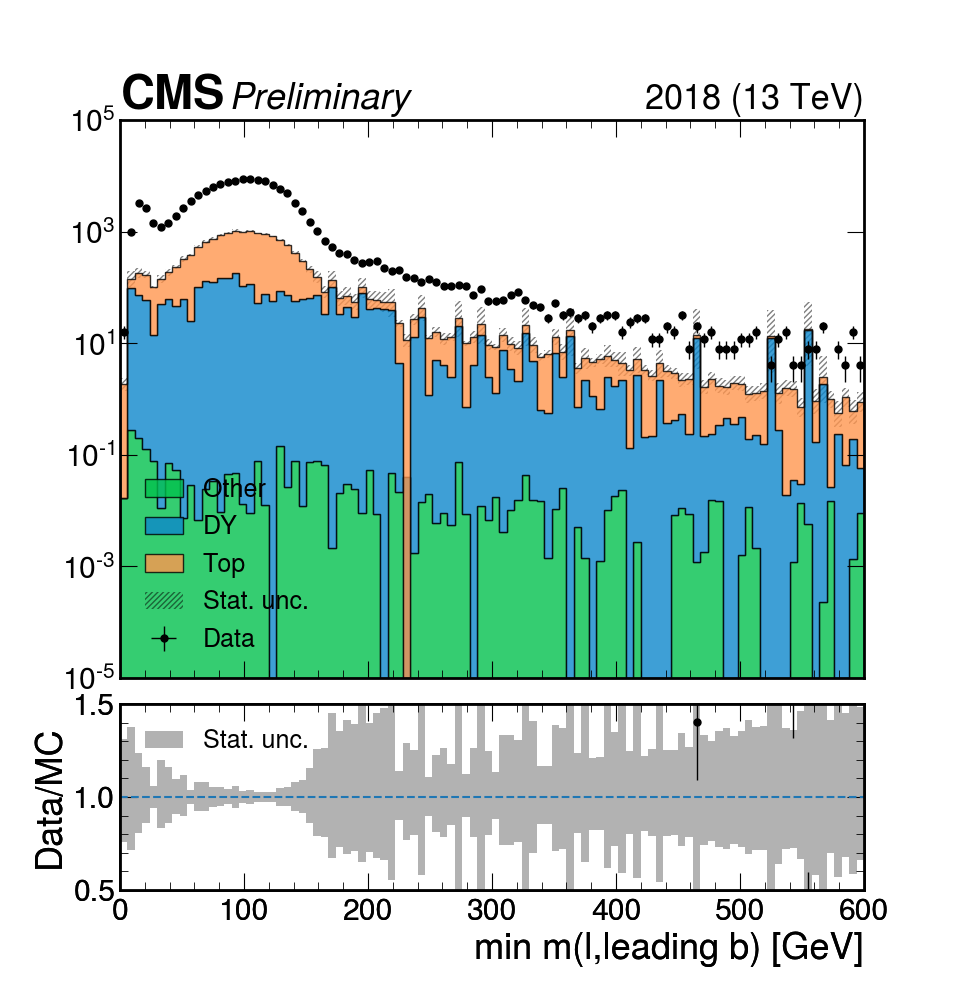 CMS Preliminary 2018 (13 TeV)
10^5
10^3
10^1
10^-1
10^-3
10^-5
Other
DY
Top
Stat. unc.
Data
Data/MC
1.5
1.0
0.5
Stat. unc.
0 100 200 300 400 500 600
min m(l,leading b) [GeV]